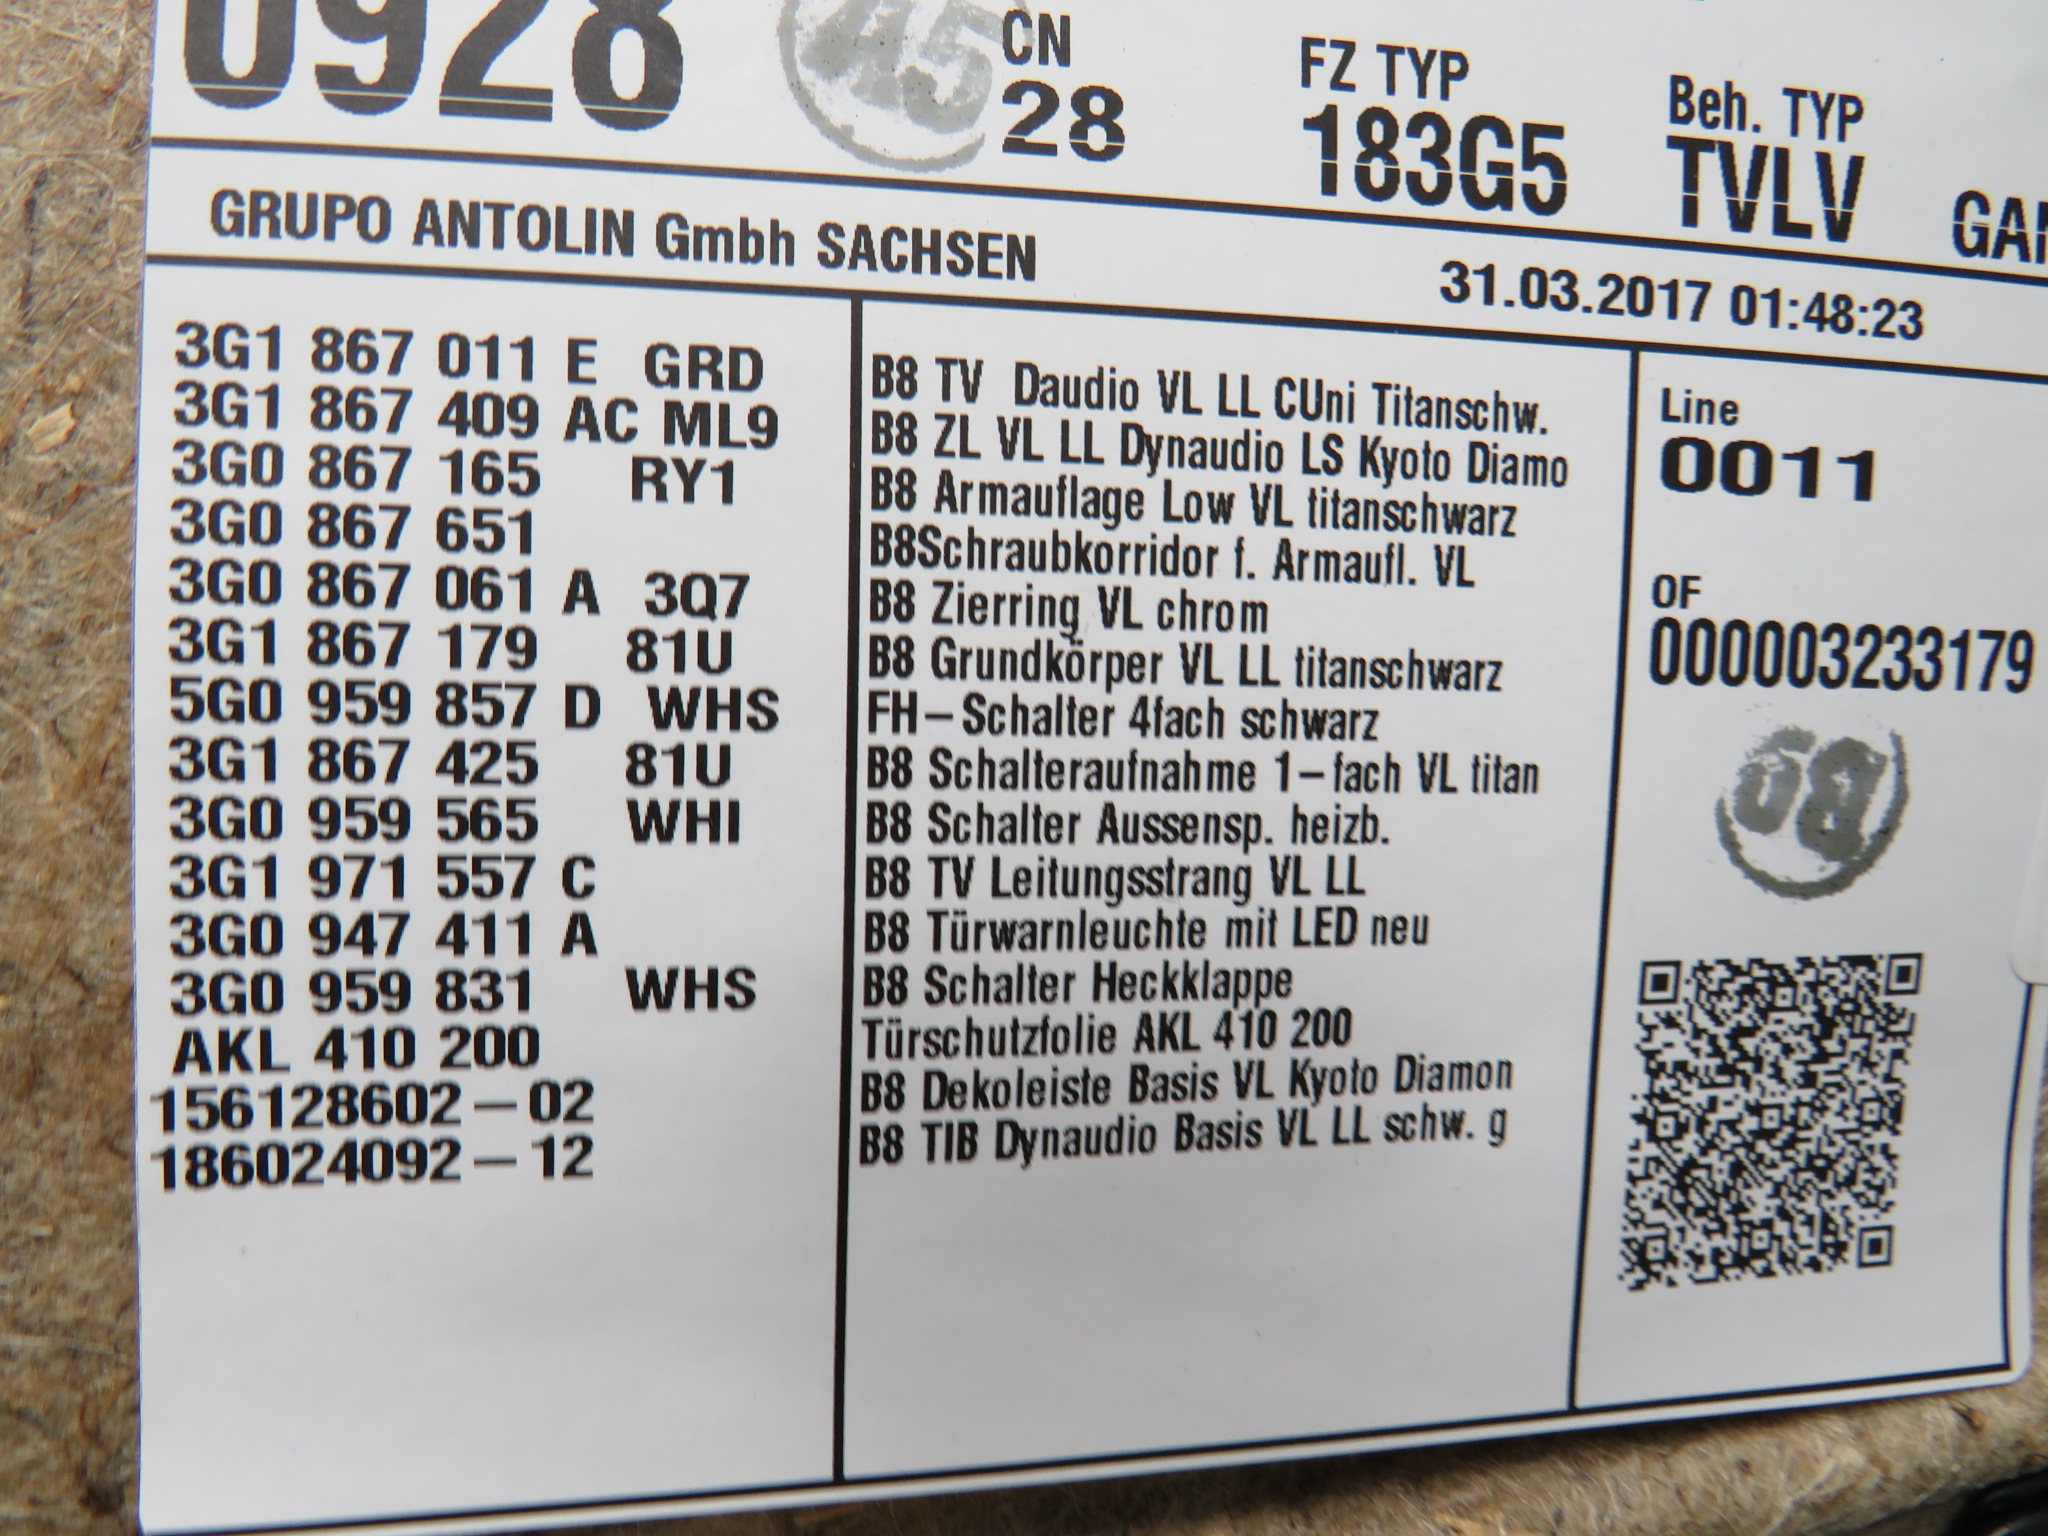 0928
45
CN
28
FZ TYP
183G5
Beh. TYP
TVLV
GRUPO ANTOLIN Gmbh SACHSEN
31.03.2017 01:48:23
3G1 867 011 E GRD
3G1 867 409 AC ML9
3G0 867 165 RY1
3G0 867 651
3G0 867 061 A 3Q7
3G1 867 179 81U
5G0 959 857 D WHS
3G1 867 425 81U
3G0 959 565 WHI
3G1 971 557 C
3G0 947 411 A
3G0 959 831 WHS
AKL 410 200
156128602-02
186024092-12
B8 TV Daudio VL LL CUni Titanschw.
B8 ZL VL LL Dynaudio LS Kyoto Diamo
B8 Armauflage Low VL titanschwarz
B8Schraubkorridor f. Armaufl. VL
B8 Zierring VL chrom
B8 Grundkörper VL LL titanschwarz
FH-Schalter 4fach schwarz
B8 Schalteraufnahme 1-fach VL titan
B8 Schalter Aussensp. heizb.
B8 TV Leitungsstrang VL LL
B8 Türwarnleuchte mit LED neu
B8 Schalter Heckklappe
Türschutzfolie AKL 410 200
B8 Dekoleiste Basis VL Kyoto Diamon
B8 TIB Dynaudio Basis VL LL schw. g
Line
0011
OF
000003233179
68